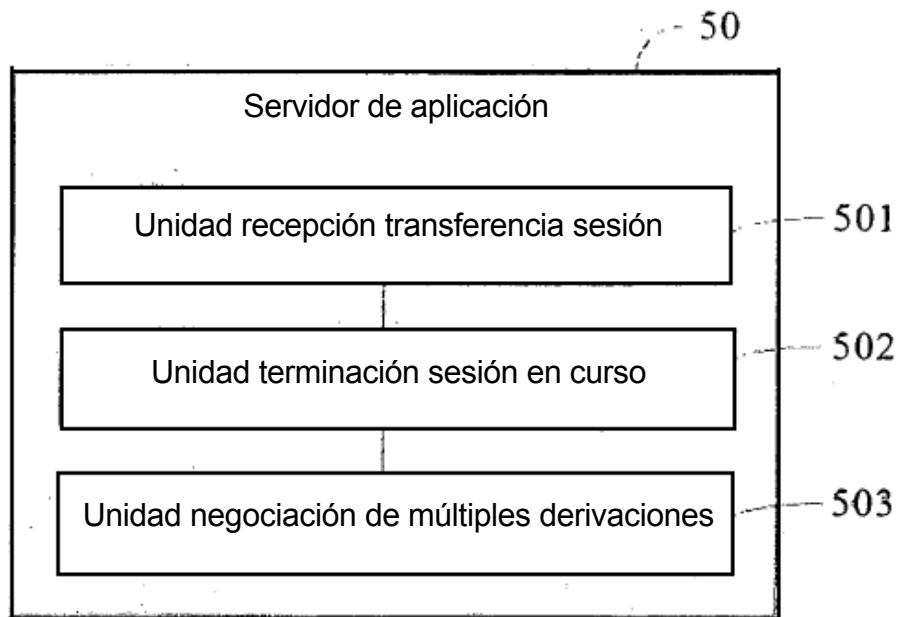 50
Servidor de aplicación
Unidad recepción transferencia sesión
501
Unidad terminación sesión en curso
502
Unidad negociación de múltiples derivaciones
503